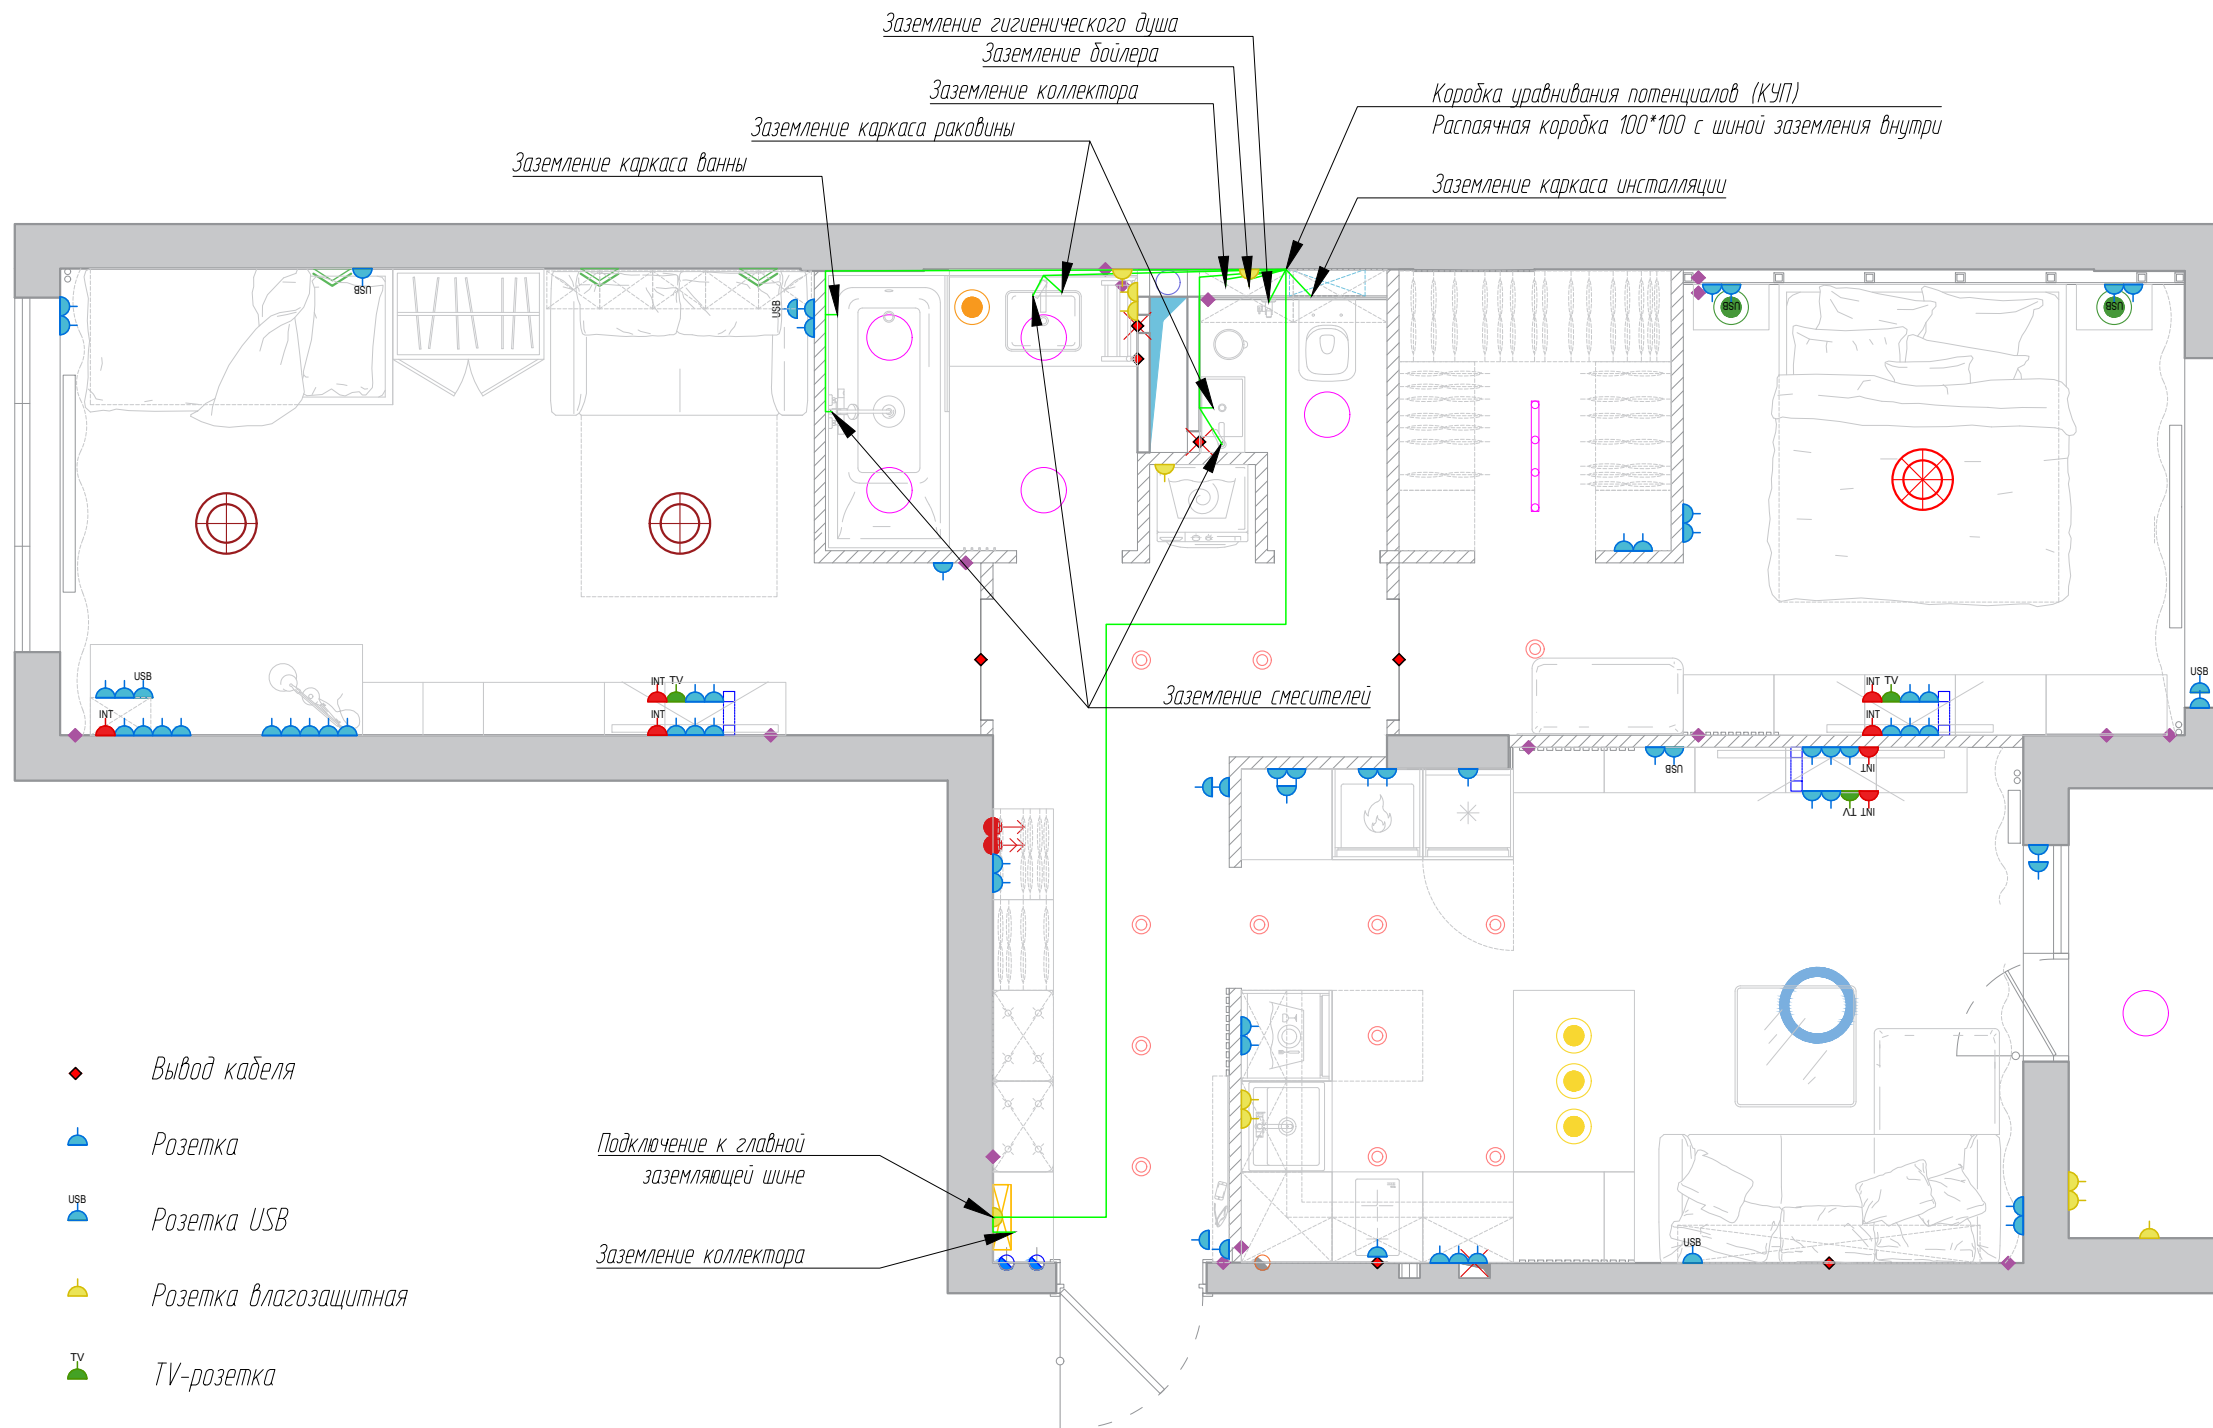 Заземление гигиенического душа
Заземление бойлера
Заземление коллектора
Заземление каркаса раковины
Заземление каркаса ванны
Коробка уравнивания потенциалов (КУП)
Распаячная коробка 100*100 с шиной заземления внутри
Заземление каркаса инсталляции
USB
USB
USB
USB
USB
INT
INT TV
INT
Заземление смесителей
INT TV
INT
USB
USB
INT
INT TV
Подключение к главной
заземляющей шине
Заземление коллектора
USB
Вывод кабеля
Розетка
USB
Розетка USB
Розетка влагозащитная
TV
TV-розетка